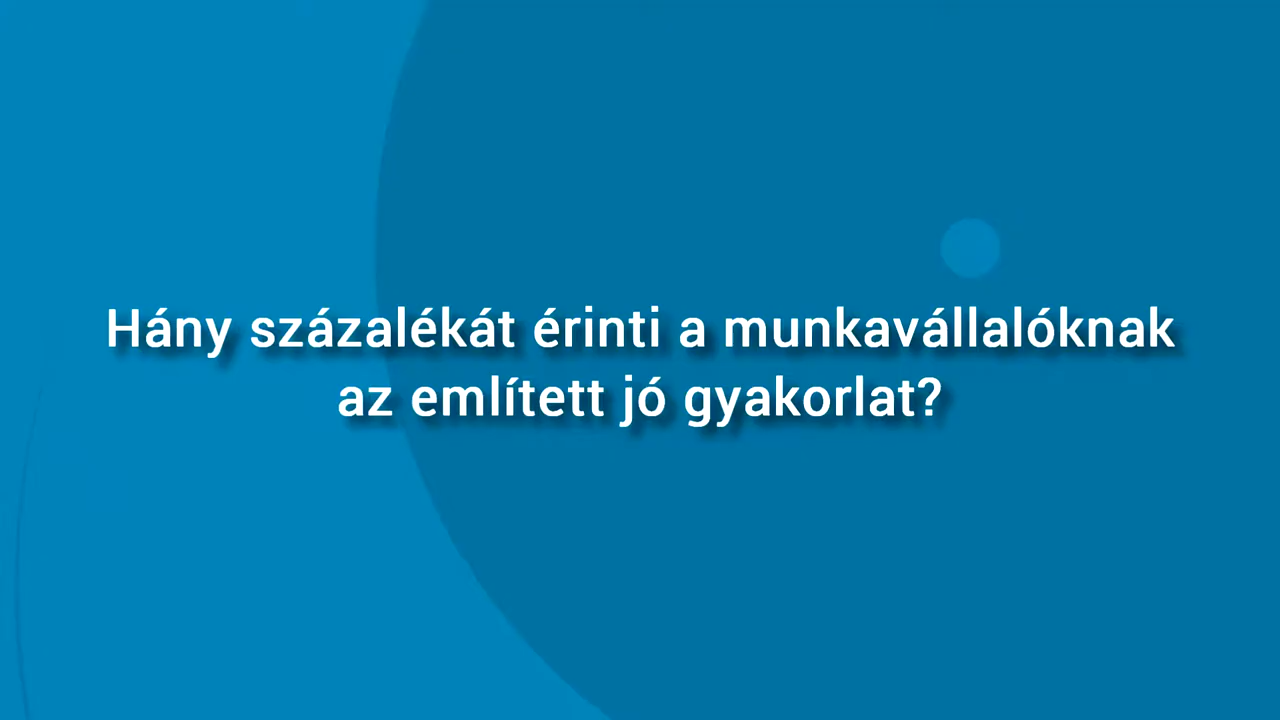 Hány százalékát érinti a munkavállalóknak
az említett jó gyakorlat?